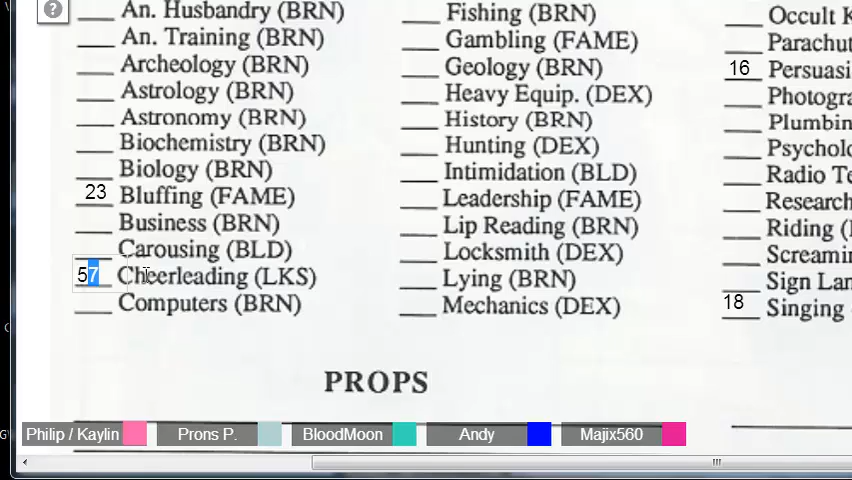 ?
An. Husbandry (BRN)
An. Training (BRN)
Archeology (BRN)
Astrology (BRN)
Astronomy (BRN)
Biochemistry (BRN)
Biology (BRN)
23 Bluffing (FAME)
Business (BRN)
Carousing (BLD)
57 Cheerleading (LKS)
Computers (BRN)
Fishing (BRN)
Gambling (FAME)
Geology (BRN)
Heavy Equip. (DEX)
History (BRN)
Hunting (DEX)
Intimidation (BLD)
Leadership (FAME)
Lip Reading (BRN)
Locksmith (DEX)
Lying (BRN)
Mechanics (DEX)
Occult K
Parachut
16 Persuasi
Photogra
Plumbin
Psycholo
Radio Te
Research
Riding (
Screamin
Sign Lan
18 Singing
PROPS
Philip / Kaylin
Prons P.
BloodMoon
Andy
Majix560